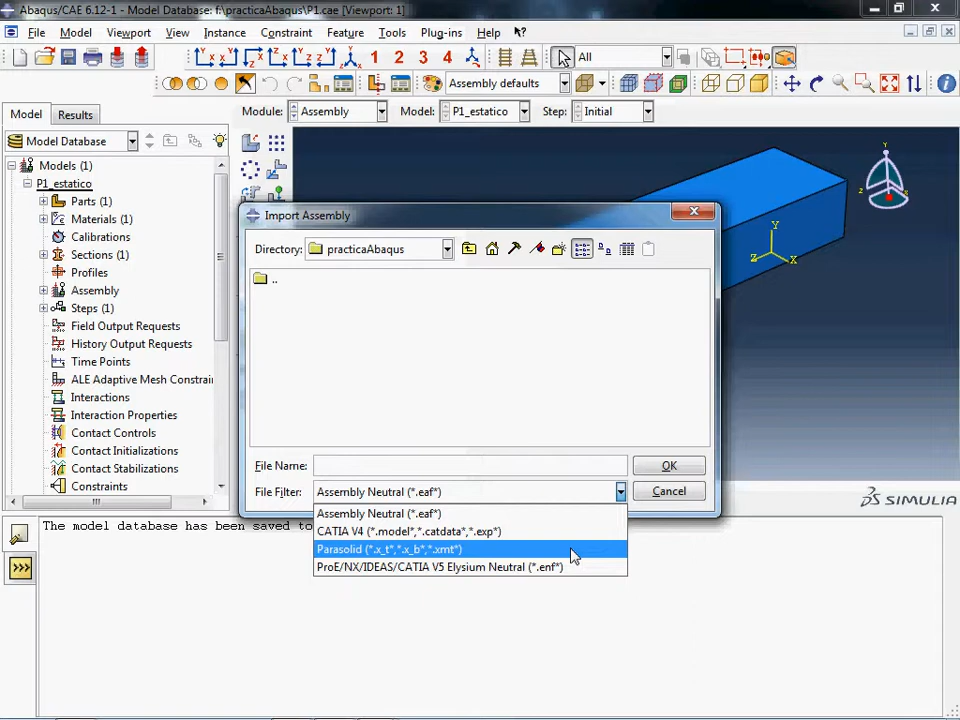 Abaqus/CAE 6.12-1 - Model Database: f:\practicaAbaqus\P1.cae [Viewport: 1]
File Model Viewport View Instance Constraint Feature Tools Plug-ins Help
All
1 2 3 4
Assembly defaults
Model Results
Module: Assembly Model: P1_estatico Step: Initial
Model Database
Models (1)
P1_estatico
Parts (1)
Materials (1)
Calibrations
Sections (1)
Profiles
Assembly
Steps (1)
Field Output Requests
History Output Requests
Time Points
ALE Adaptive Mesh Constrai
Interactions
Interaction Properties
Contact Controls
Contact Initializations
Contact Stabilizations
Constraints
Y
Z X
Import Assembly
Directory: practicaAbaqus
..
File Name:
OK
File Filter: Assembly Neutral (*.eaf*)
Cancel
Assembly Neutral (*.eaf*)
CATIA V4 (*.model*,*.catdata*,*.exp*)
Parasolid (*.x_t*,*.x_b*,*.xmt*)
ProE/NX/IDEAS/CATIA V5 Elysium Neutral (*.enf*)
SIMULIA
The model database has been saved to
>>>